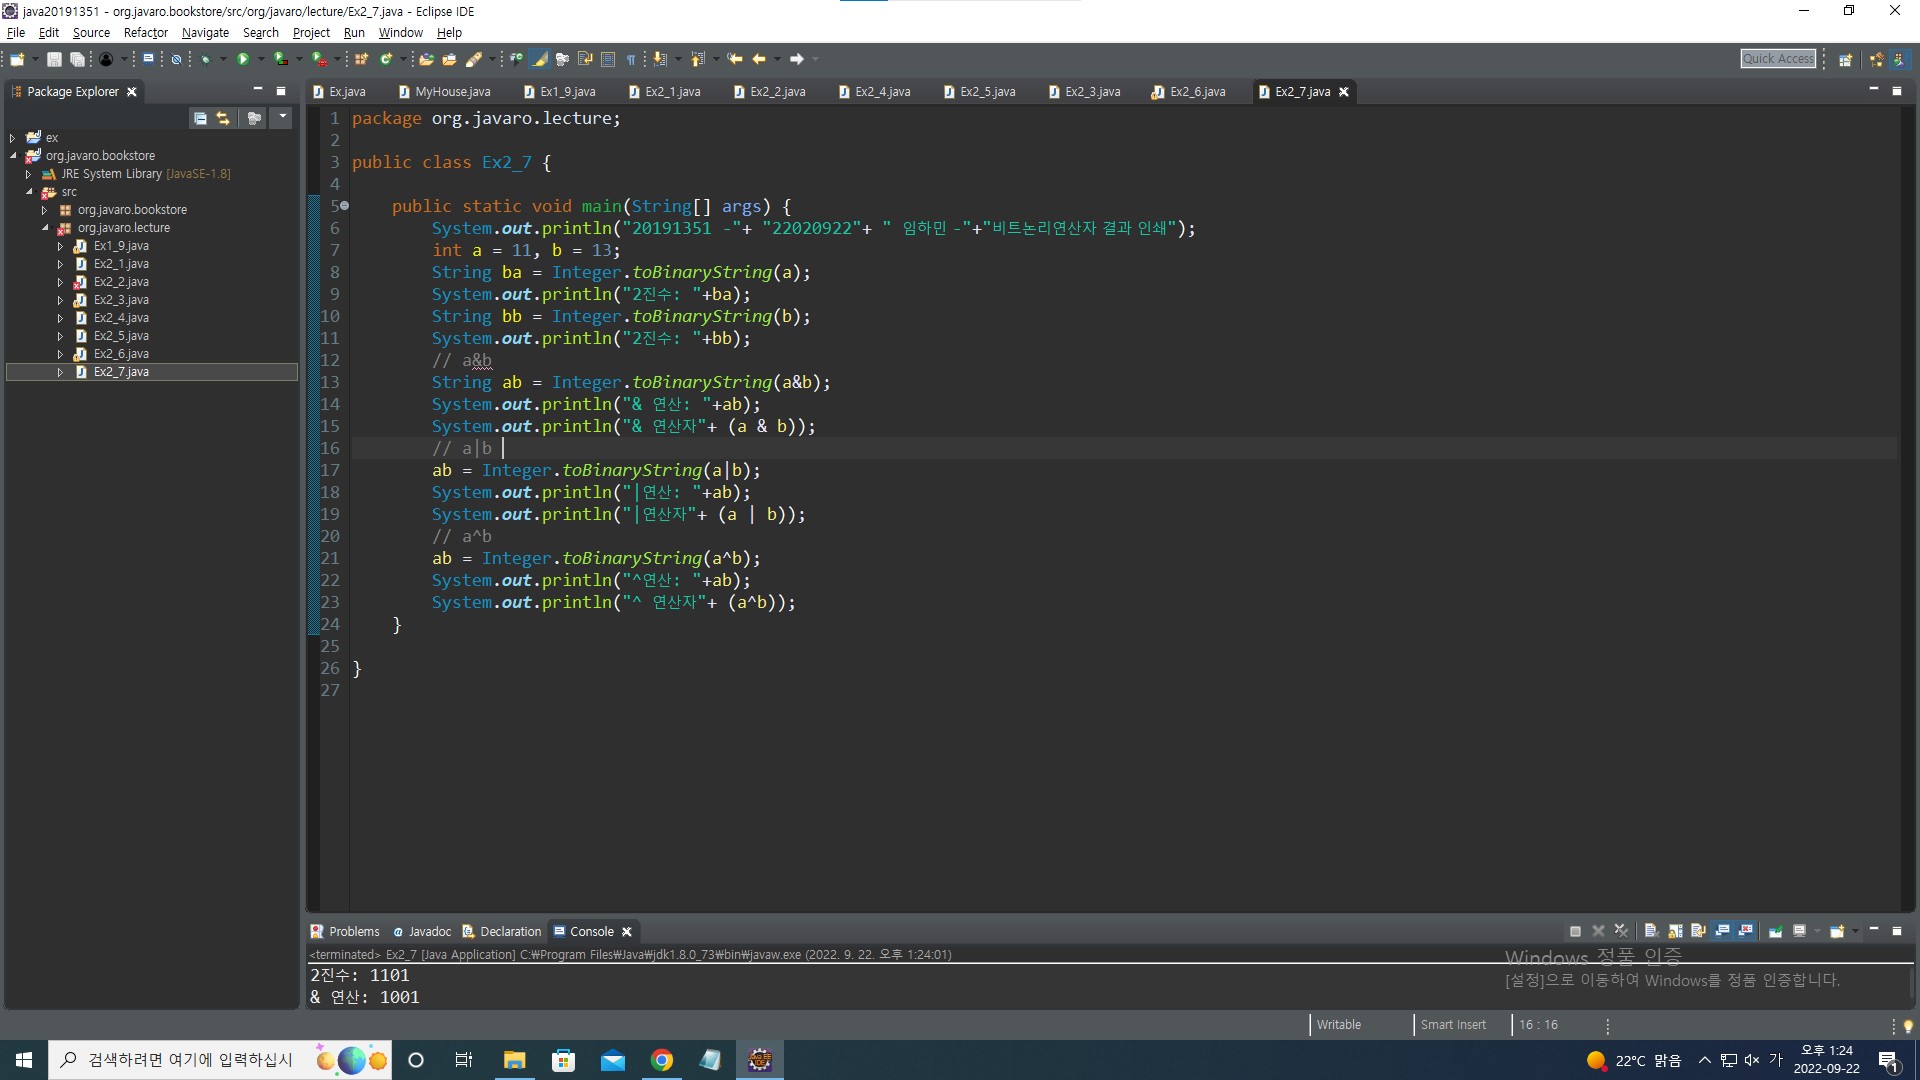 java20191351 - org.javaro.bookstore/src/org/javaro/lecture/Ex2_7.java - Eclipse IDE
File Edit Source Refactor Navigate Search Project Run Window Help
Quick Access
Package Explorer
Ex.java MyHouse.java Ex1_9.java Ex2_1.java Ex2_2.java Ex2_4.java Ex2_5.java Ex2_3.java Ex2_6.java Ex2_7.java
ex
org.javaro.bookstore
JRE System Library [JavaSE-1.8]
src
org.javaro.bookstore
org.javaro.lecture
Ex1_9.java
Ex2_1.java
Ex2_2.java
Ex2_3.java
Ex2_4.java
Ex2_5.java
Ex2_6.java
Ex2_7.java
1 package org.javaro.lecture;
2
3 public class Ex2_7 {
4
5 public static void main(String[] args) {
6 System.out.println("20191351 -"+ "22020922"+ " 임하민 -"+"비트논리연산자 결과 인쇄");
7 int a = 11, b = 13;
8 String ba = Integer.toBinaryString(a);
9 System.out.println("2진수: "+ba);
10 String bb = Integer.toBinaryString(b);
11 System.out.println("2진수: "+bb);
12 // a&b
13 String ab = Integer.toBinaryString(a&b);
14 System.out.println("& 연산: "+ab);
15 System.out.println("& 연산자"+ (a & b));
16 // a|b
17 ab = Integer.toBinaryString(a|b);
18 System.out.println("|연산: "+ab);
19 System.out.println("|연산자"+ (a | b));
20 // a^b
21 ab = Integer.toBinaryString(a^b);
22 System.out.println("^연산: "+ab);
23 System.out.println("^ 연산자"+ (a^b));
24 }
25
26 }
27
Problems Javadoc Declaration Console
<terminated> Ex2_7 [Java Application] C:₩Program Files₩Java₩jdk1.8.0_73₩bin₩javaw.exe (2022. 9. 22. 오후 1:24:01)
2진수: 1101
& 연산: 1001
Windows 정품 인증
[설정]으로 이동하여 Windows를 정품 인증합니다.
Writable Smart Insert 16 : 16
검색하려면 여기에 입력하십시
22°C 맑음 가 오후 1:24
2022-09-22
1